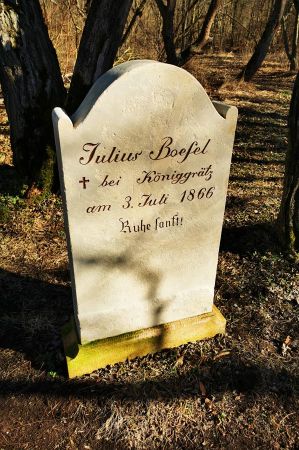 Julius Boefel
✝ bei Königgrätz
am 3. Juli 1866
Ruhe sanft!